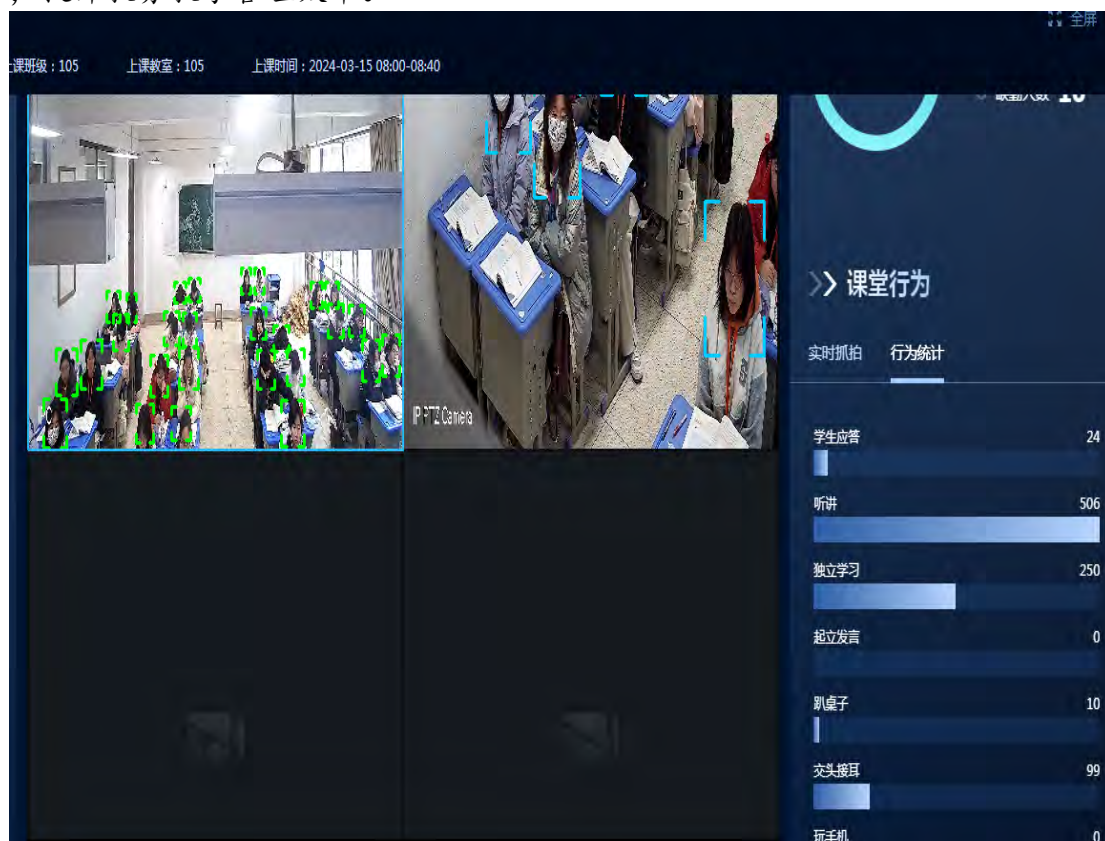 全屏
上课班级：105 上课教室：105 上课时间：2024-03-15 08:00-08:40
课堂行为
实时抓拍 行为统计
IP PTZ Camera
学生应答 24
听讲 506
独立学习 250
起立发言 0
趴桌子 10
交头接耳 99
玩手机 0